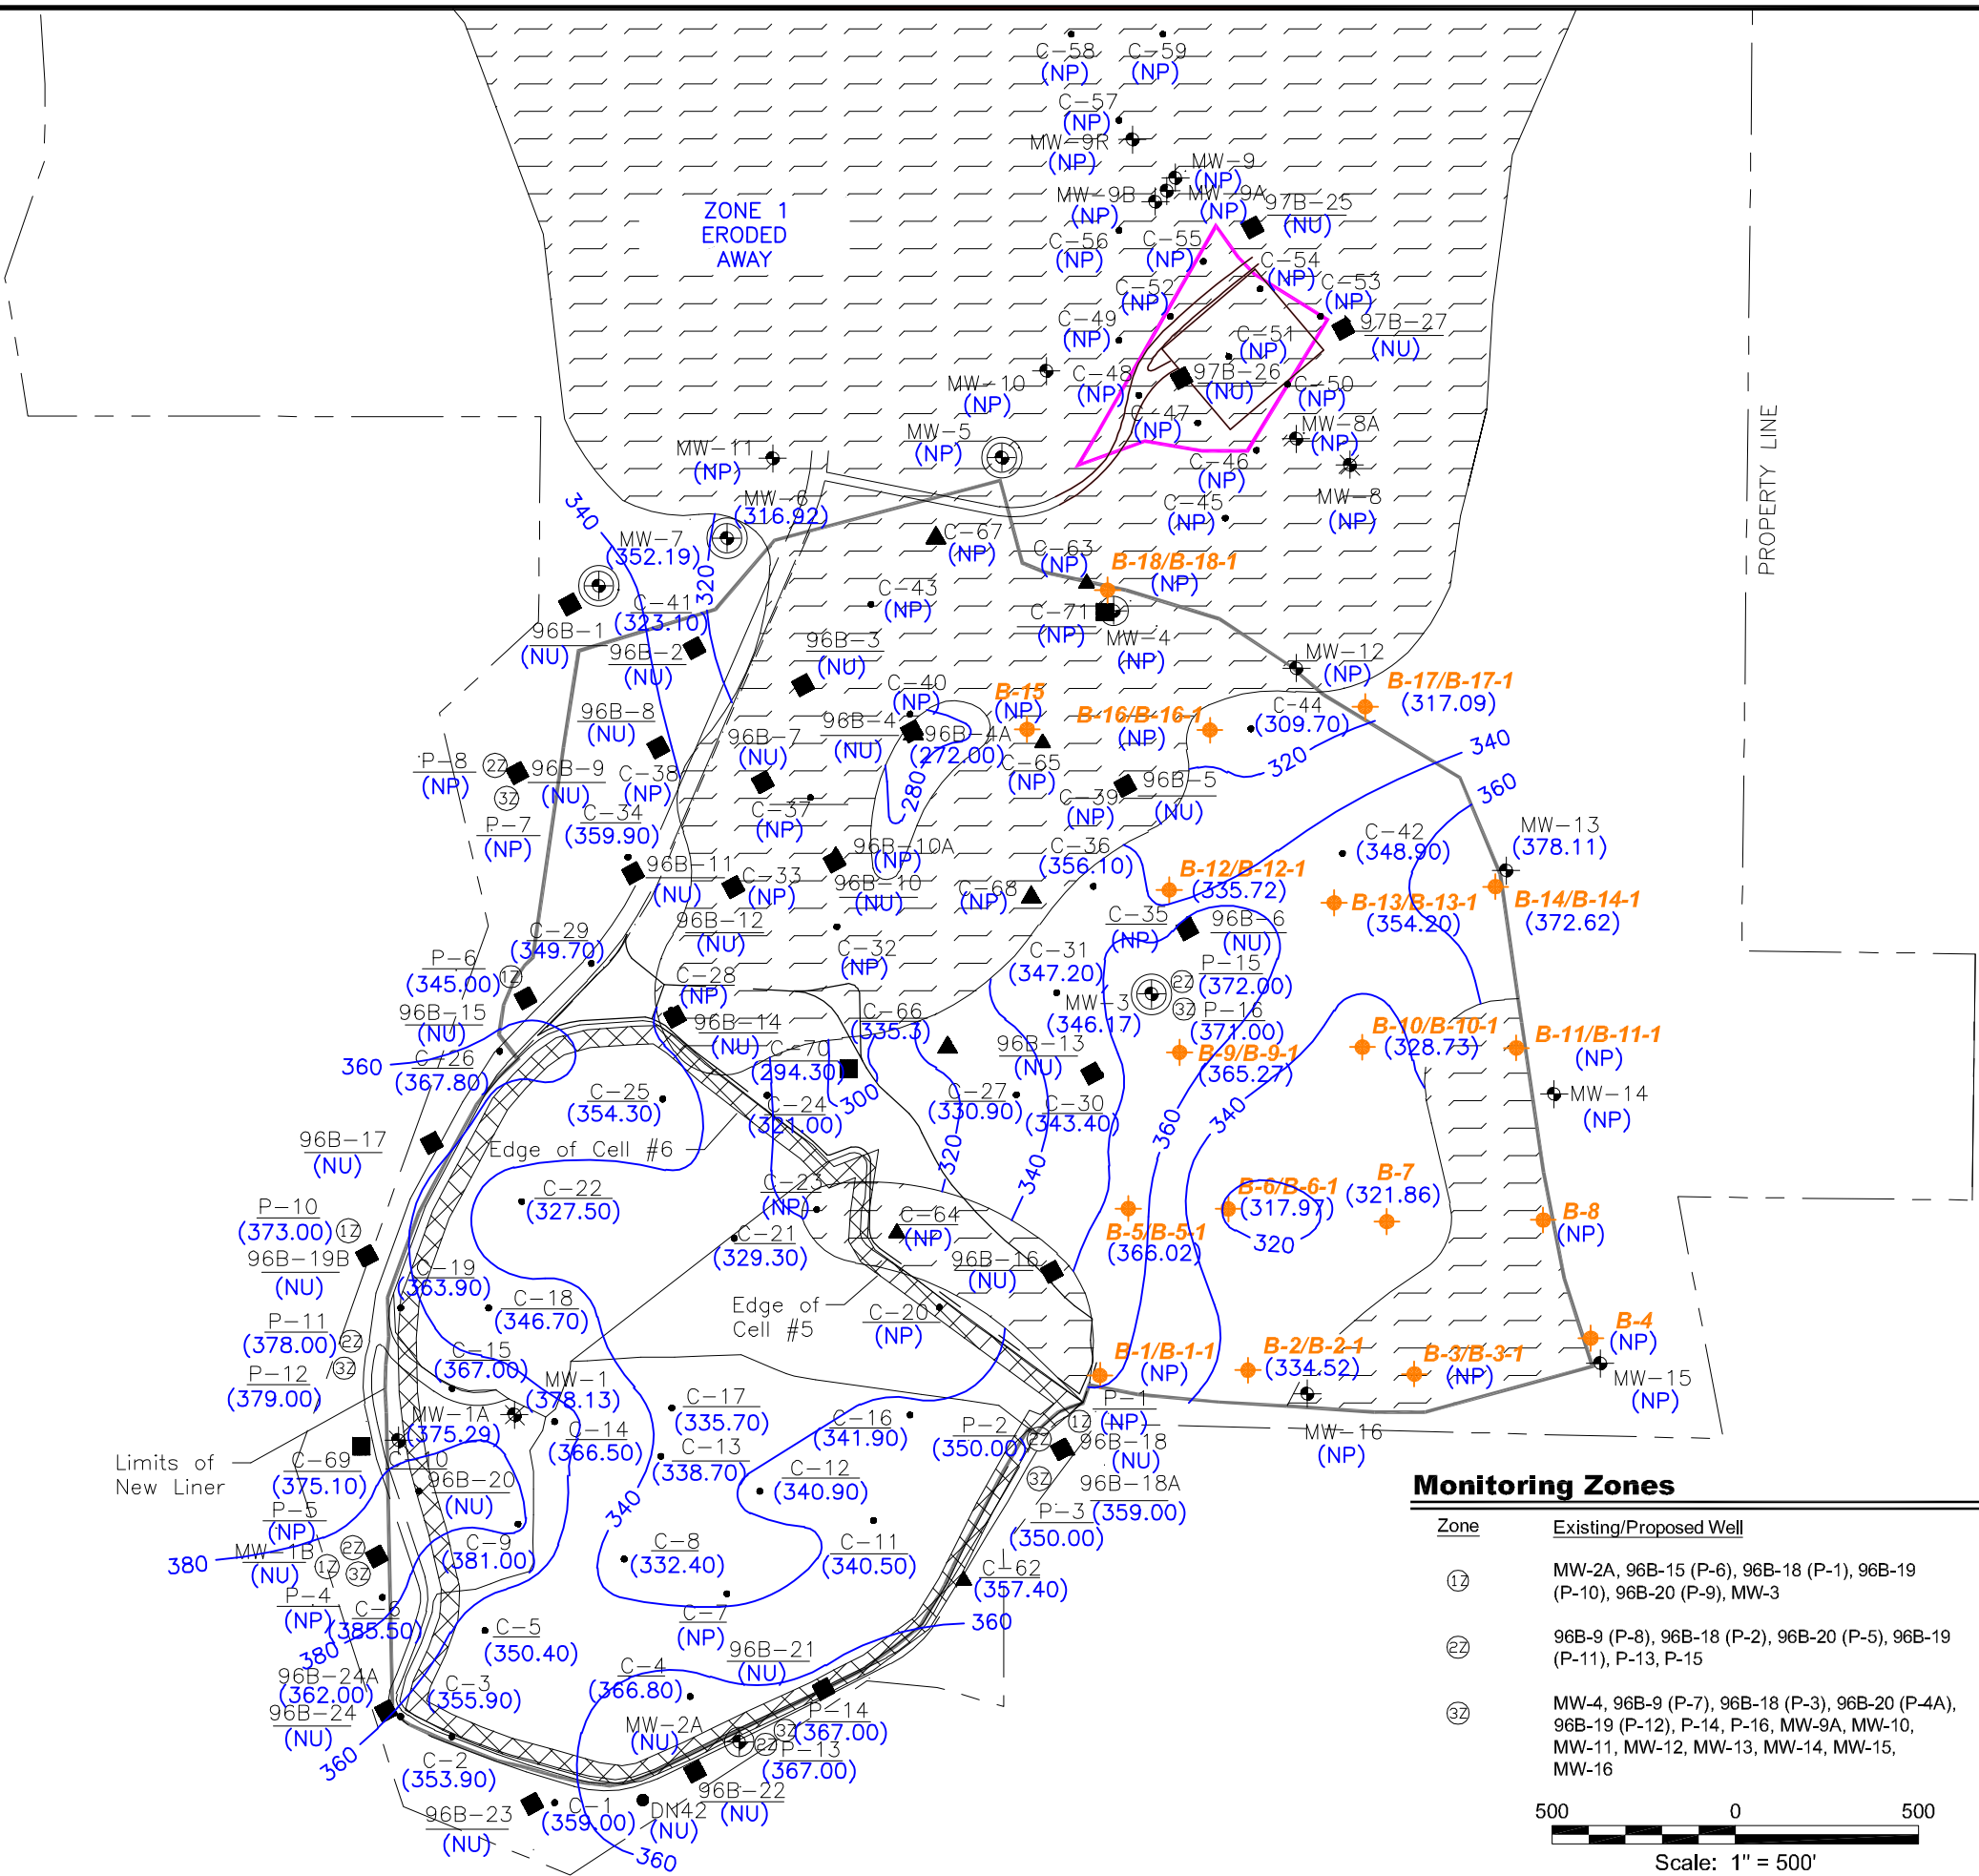 C-58
(NP)
C-59
(NP)
C-57
(NP)
MW-9R
(NP)
MW-9
(NP)
MW-9B
(NP)
MW-9A
(NP)
97B-25
(NU)
ZONE 1
ERODED
AWAY
C-56
(NP)
C-55
(NP)
C-54
(NP)
C-53
(NP)
C-52
(NP)
C-49
(NP)
97B-27
(NU)
C-51
(NP)
MW-10
(NP)
C-48
(NP)
97B-26
(NU)
C-50
(NP)
C-47
(NP)
MW-5
(NP)
MW-11
(NP)
MW-8A
(NP)
C-46
(NP)
MW-8
(NP)
C-45
(NP)
PROPERTY LINE
340
MW-6
(316.92)
MW-7
(352.19)
320
C-67
(NP)
C-63
(NP)
B-18/B-18-1
(NP)
C-41
(323.10)
C-43
(NP)
C-71
(NP)
MW-4
(NP)
96B-1
(NU)
96B-2
(NU)
96B-3
(NU)
MW-12
(NP)
B-17/B-17-1
(317.09)
C-40
(NP)
B-15
(NP)
B-16/B-16-1
(NP)
C-44
(309.70)
96B-8
(NU)
96B-7
(NU)
96B-4
(NU)
96B-4A
(272.00)
C-65
(NP)
320
340
P-8
(NP)
2Z
96B-9
(NU)
3Z
C-38
(NP)
280
C-39
(NP)
96B-5
(NU)
360
P-7
(NP)
C-34
(359.90)
C-37
(NP)
96B-10A
(NP)
C-36
(356.10)
C-42
(348.90)
MW-13
(378.11)
96B-11
(NU)
C-33
(NP)
96B-10
(NU)
C-68
(NP)
B-12/B-12-1
(335.72)
B-13/B-13-1
(354.20)
B-14/B-14-1
(372.62)
96B-12
(NU)
C-35
(NP)
96B-6
(NU)
C-29
(349.70)
C-32
(NP)
C-31
(347.20)
P-6
(345.00)
1Z
C-28
(NP)
2Z
P-15
(372.00)
MW-3
(346.17)
3Z
P-16
(371.00)
96B-15
(NU)
96B-14
(NU)
C-66
(335.3)
96B-13
(NU)
B-10/B-10-1
(328.73)
B-11/B-11-1
(NP)
360
C-26
(367.80)
C-70
(294.30)
B-9/B-9-1
(365.27)
C-25
(354.30)
C-24
(321.00)
300
C-27
(330.90)
C-30
(343.40)
MW-14
(NP)
360
340
96B-17
(NU)
Edge of Cell #6
320
340
C-22
(327.50)
C-23
(NP)
B-7
(321.86)
B-6/B-6-1
(317.97)
320
P-10
(373.00)
1Z
C-64
(NP)
B-5/B-5-1
(366.02)
B-8
(NP)
96B-19B
(NU)
C-21
(329.30)
96B-16
(NU)
C-19
(363.90)
C-18
(346.70)
Edge of
Cell #5
C-20
(NP)
P-11
(378.00)
2Z
P-12
(379.00)
3Z
C-15
(367.00)
B-1/B-1-1
(NP)
B-2/B-2-1
(334.52)
B-3/B-3-1
(NP)
B-4
(NP)
MW-15
(NP)
MW-1
(378.13)
MW-1A
(375.29)
C-17
(335.70)
C-16
(341.90)
P-2
(350.00)
P-1
(NP)
1Z
2Z
MW-16
(NP)
C-14
(366.50)
C-13
(338.70)
96B-18
(NU)
Limits of
New Liner
C-69
(375.10)
C-10
96B-20
(NU)
C-12
(340.90)
3Z
96B-18A
(359.00)
P-5
(NP)
340
P-3
(350.00)
380
MW-1B
(NU)
1Z
2Z
3Z
C-9
(381.00)
C-8
(332.40)
C-11
(340.50)
C-62
(357.40)
P-4
(NP)
C-6
(385.50)
C-5
(350.40)
C-7
(NP)
360
380
96B-24A
(362.00)
C-3
(355.90)
C-4
(366.80)
96B-21
(NU)
96B-24
(NU)
MW-2A
(NU)
3Z
P-14
(367.00)
2Z
P-13
(367.00)
360
C-2
(353.90)
96B-22
(NU)
96B-23
(NU)
C-1
(359.00)
DN42
(NU)
360
Monitoring Zones
Zone Existing/Proposed Well
1Z MW-2A, 96B-15 (P-6), 96B-18 (P-1), 96B-19
(P-10), 96B-20 (P-9), MW-3
2Z 96B-9 (P-8), 96B-18 (P-2), 96B-20 (P-5), 96B-19
(P-11), P-13, P-15
3Z MW-4, 96B-9 (P-7), 96B-18 (P-3), 96B-20 (P-4A),
96B-19 (P-12), P-14, P-16, MW-9A, MW-10,
MW-11, MW-12, MW-13, MW-14, MW-15,
MW-16
500 0 500
Scale: 1" = 500'